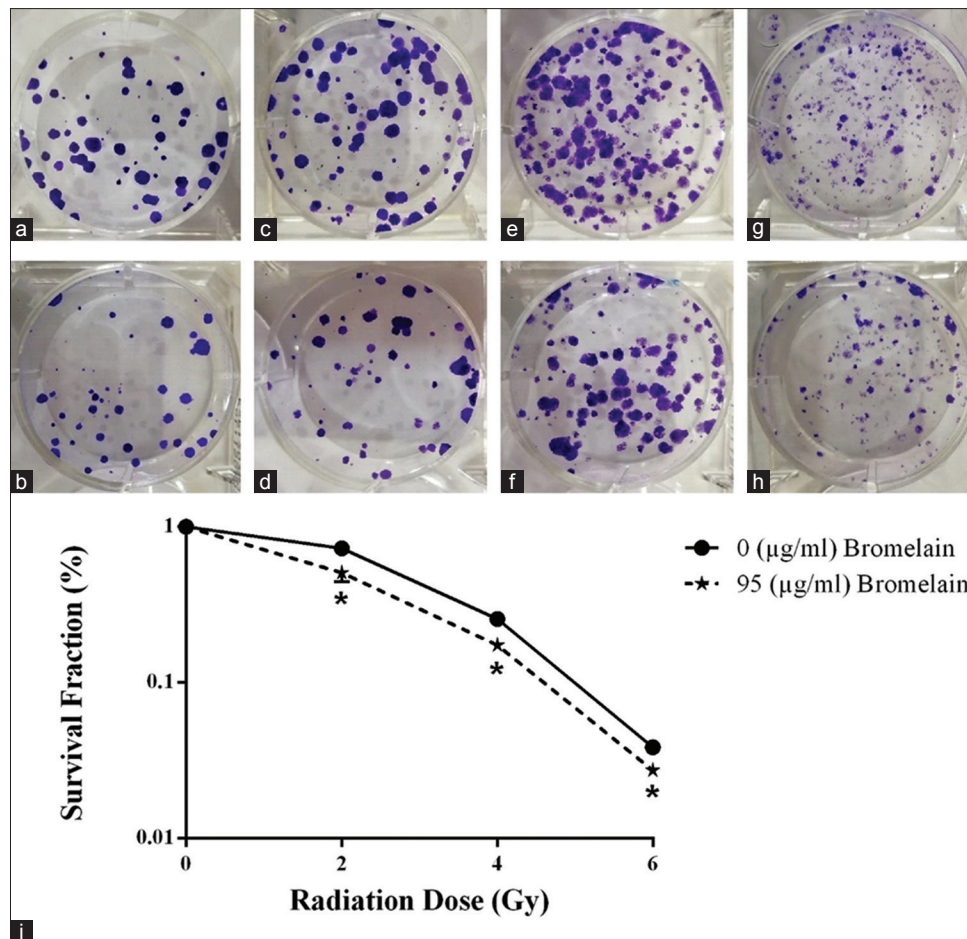 a
c
e
g
b
d
f
h
1
0.1
0.01
Survival Fraction (%)
0
2
4
6
Radiation Dose (Gy)
*
*
*
0 (µg/ml) Bromelain
95 (µg/ml) Bromelain
i